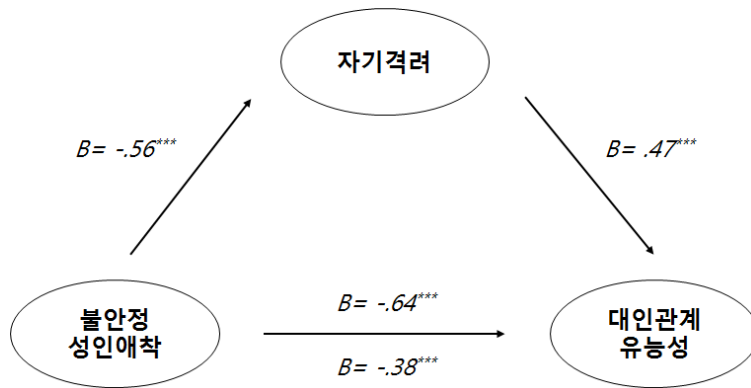 자기격려
B= -.56***
B= .47***
불안정
성인애착
B= -.64***
B= -.38***
대인관계
유능성